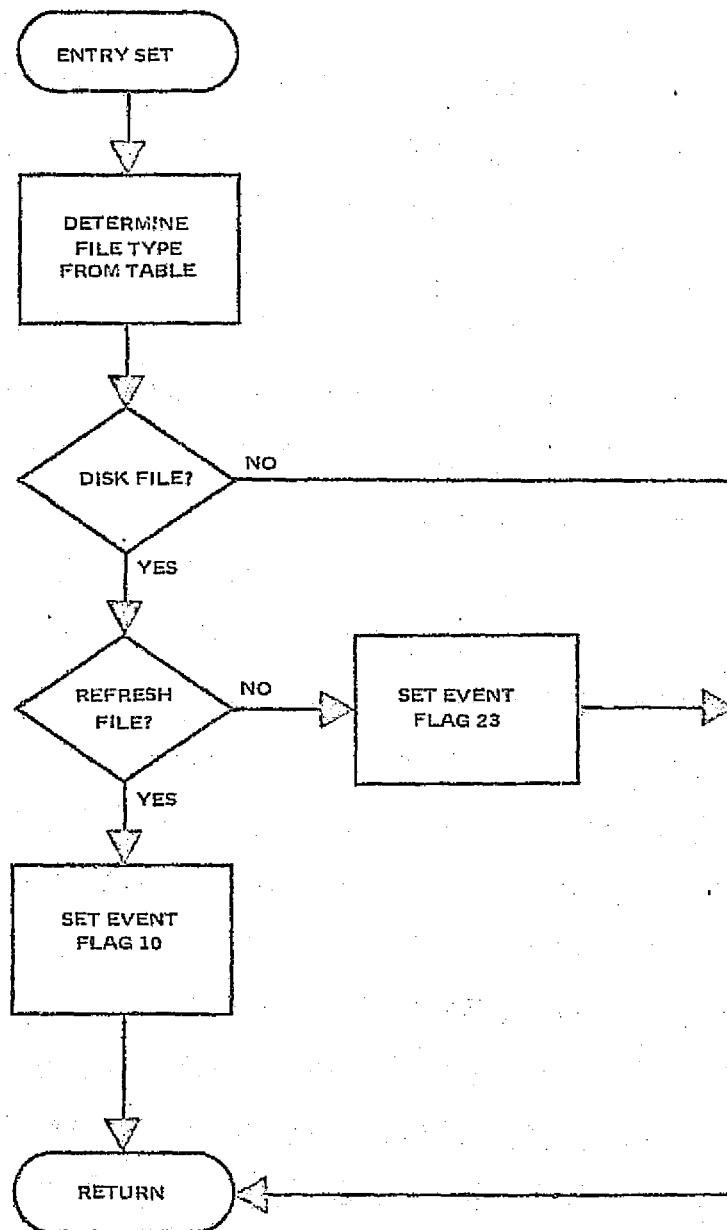 ENTRY SET
DETERMINE
FILE TYPE
FROM TABLE
DISK FILE?
NO
YES
REFRESH
FILE?
NO
SET EVENT
FLAG 23
YES
SET EVENT
FLAG 10
RETURN